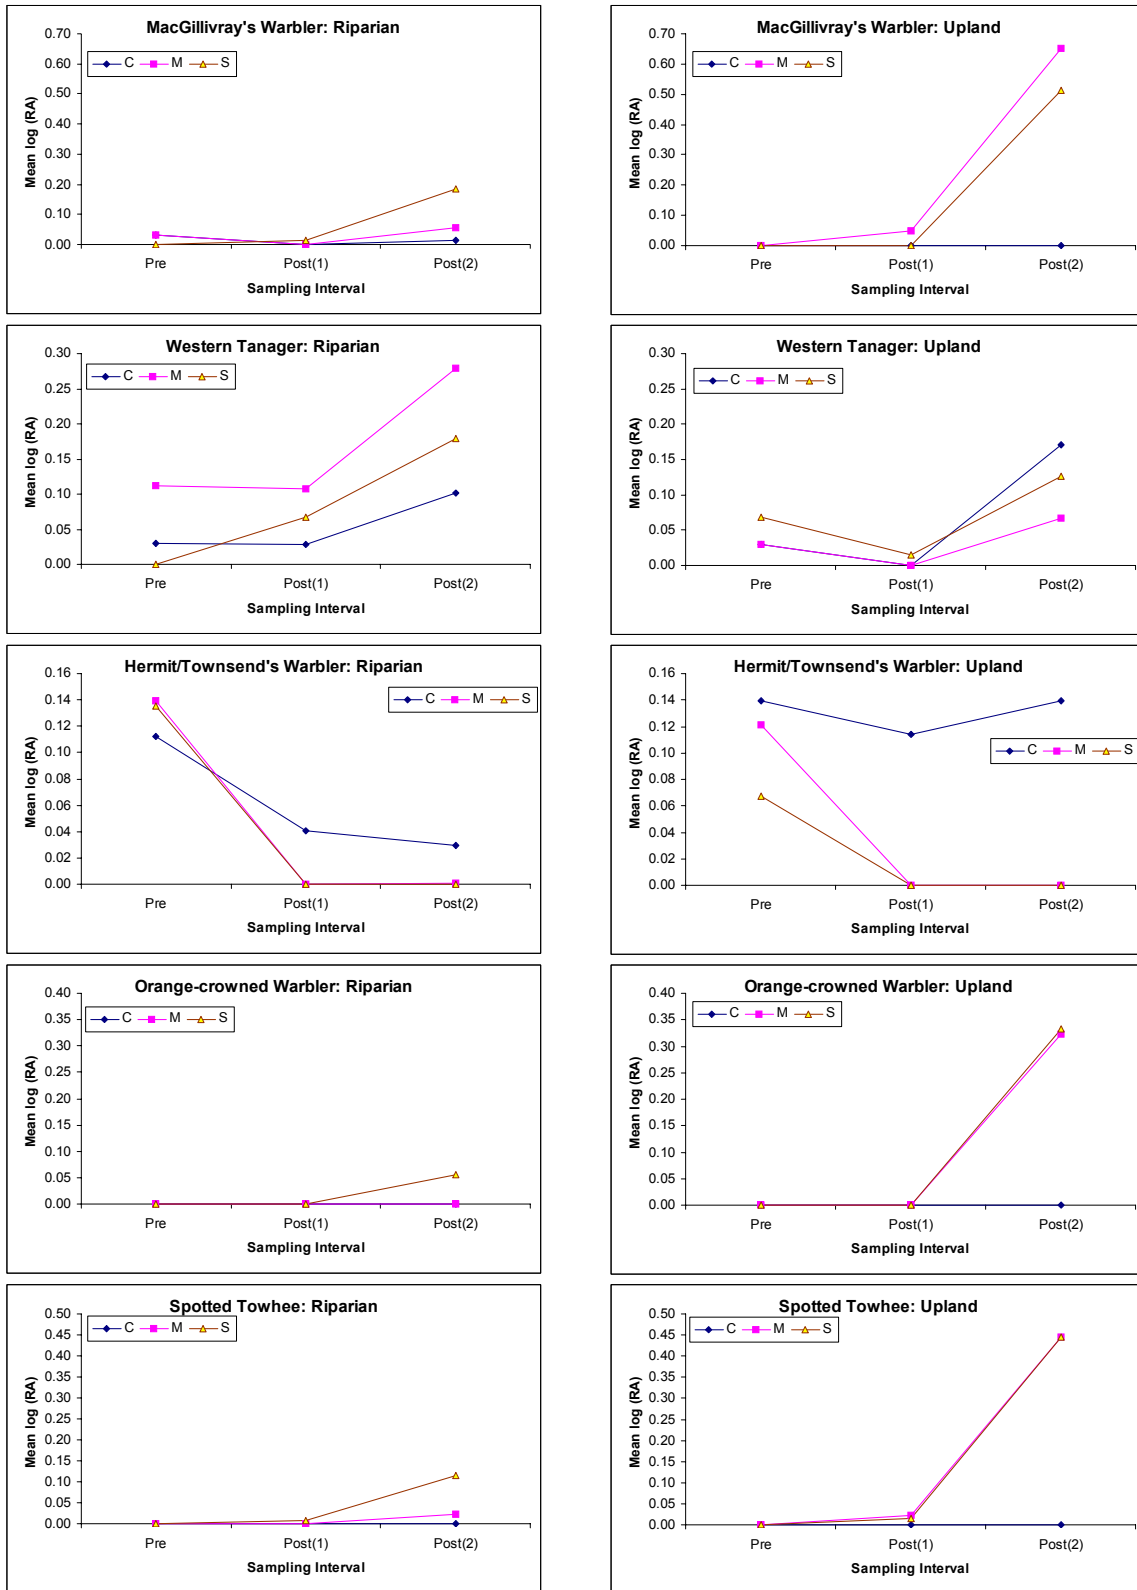 MacGillivray's Warbler: Riparian
C M S
Mean log (RA)
0.70
0.60
0.50
0.40
0.30
0.20
0.10
0.00
Pre Post(1) Post(2)
Sampling Interval
MacGillivray's Warbler: Upland
C M S
Mean log (RA)
0.70
0.60
0.50
0.40
0.30
0.20
0.10
0.00
Pre Post(1) Post(2)
Sampling Interval
Western Tanager: Riparian
C M S
Mean log (RA)
0.30
0.25
0.20
0.15
0.10
0.05
0.00
Pre Post(1) Post(2)
Sampling Interval
Western Tanager: Upland
C M S
Mean log (RA)
0.30
0.25
0.20
0.15
0.10
0.05
0.00
Pre Post(1) Post(2)
Sampling Interval
Hermit/Townsend's Warbler: Riparian
C M S
Mean log (RA)
0.16
0.14
0.12
0.10
0.08
0.06
0.04
0.02
0.00
Pre Post(1) Post(2)
Sampling Interval
Hermit/Townsend's Warbler: Upland
C M S
Mean log (RA)
0.16
0.14
0.12
0.10
0.08
0.06
0.04
0.02
0.00
Pre Post(1) Post(2)
Sampling Interval
Orange-crowned Warbler: Riparian
C M S
Mean log (RA)
0.40
0.35
0.30
0.25
0.20
0.15
0.10
0.05
0.00
Pre Post(1) Post(2)
Sampling Interval
Orange-crowned Warbler: Upland
C M S
Mean log (RA)
0.40
0.35
0.30
0.25
0.20
0.15
0.10
0.05
0.00
Pre Post(1) Post(2)
Sampling Interval
Spotted Towhee: Riparian
C M S
Mean log (RA)
0.50
0.45
0.40
0.35
0.30
0.25
0.20
0.15
0.10
0.05
0.00
Pre Post(1) Post(2)
Sampling Interval
Spotted Towhee: Upland
C M S
Mean log (RA)
0.50
0.45
0.40
0.35
0.30
0.25
0.20
0.15
0.10
0.05
0.00
Pre Post(1) Post(2)
Sampling Interval